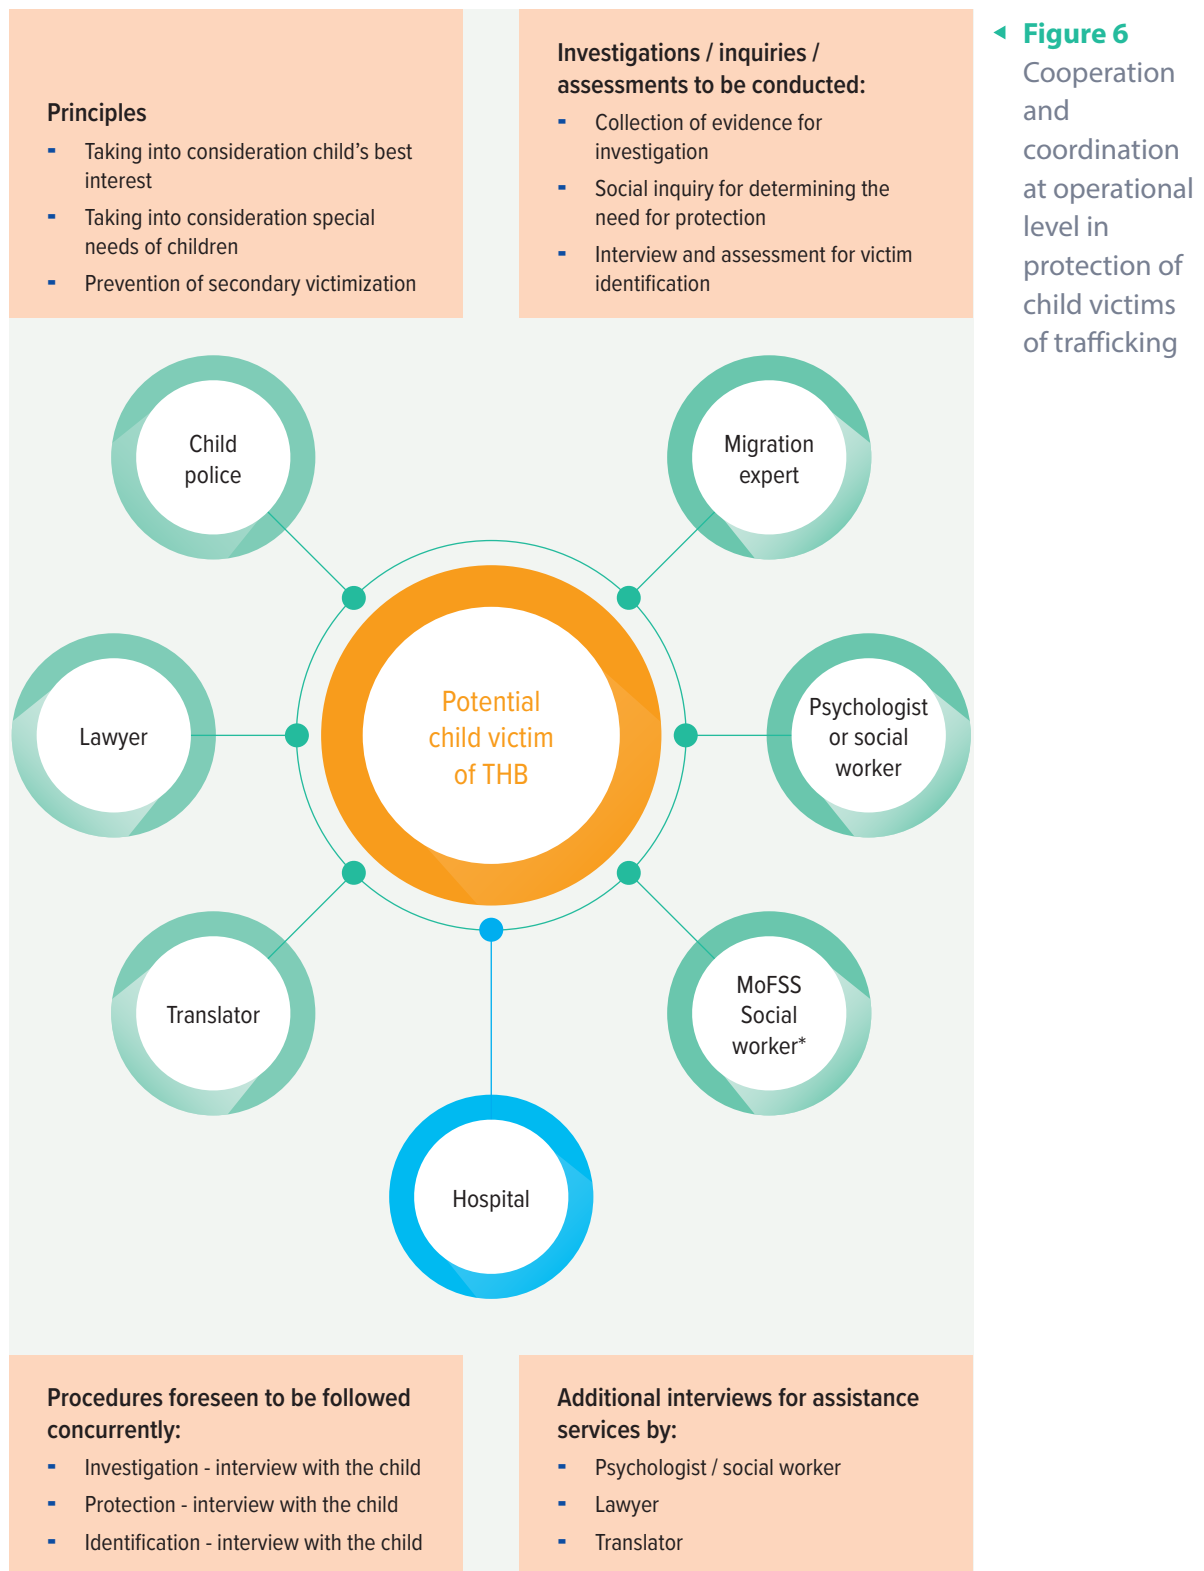 Principles
- Taking into consideration child's best
interest
- Taking into consideration special
needs of children
- Prevention of secondary victimization
Investigations / inquiries /
assessments to be conducted:
- Collection of evidence for
investigation
- Social inquiry for determining the
need for protection
- Interview and assessment for victim
identification
Figure 6
Cooperation
and
coordination
at operational
level in
protection of
child victims
of trafficking
Child
police
Migration
expert
Lawyer
Potential
child victim
of THB
Psychologist
or social
worker
Translator
MoFSS
Social
worker*
Hospital
Procedures foreseen to be followed
concurrently:
- Investigation - interview with the child
- Protection - interview with the child
- Identification - interview with the child
Additional interviews for assistance
services by:
- Psychologist / social worker
- Lawyer
- Translator